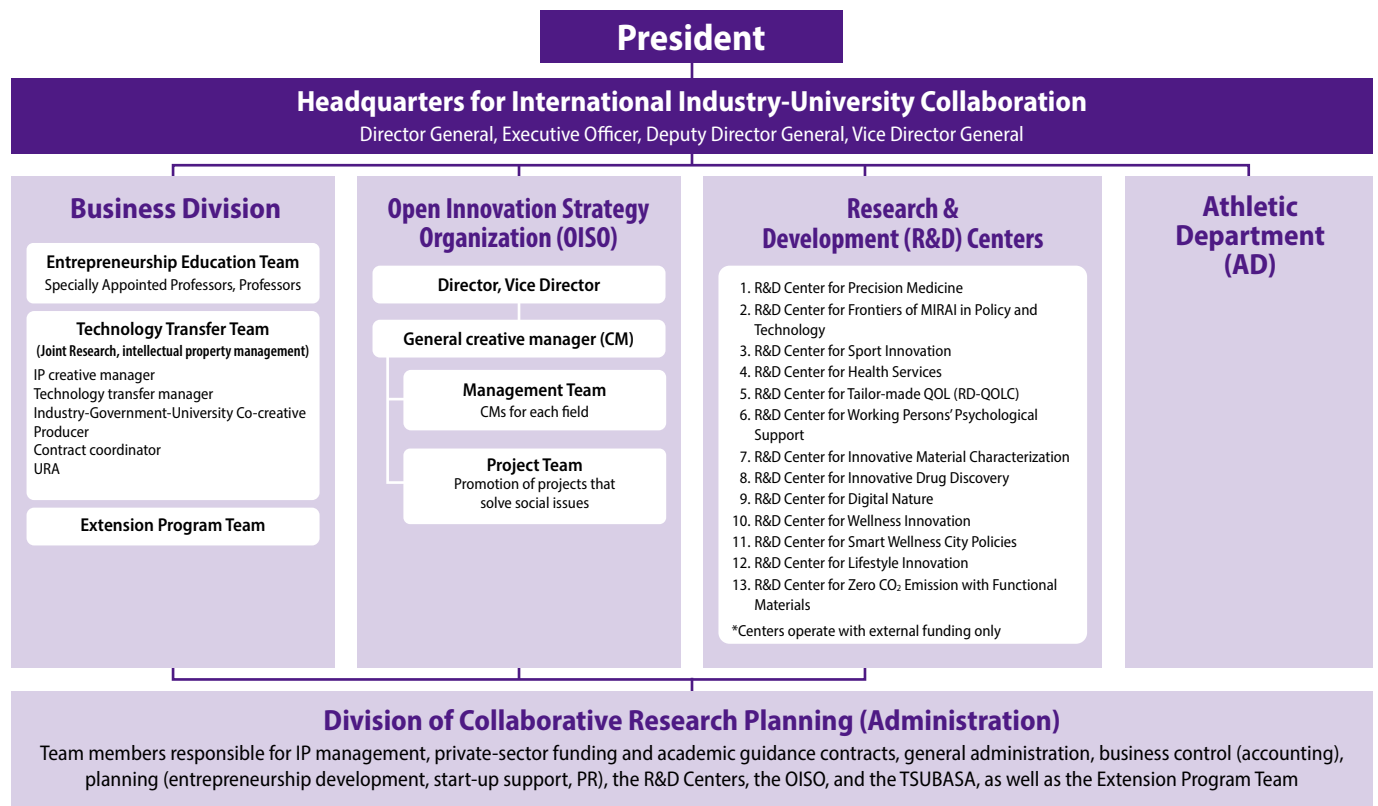 President
Headquarters for International Industry-University Collaboration
Director General, Executive Officer, Deputy Director General, Vice Director General
Business Division
Entrepreneurship Education Team
Specially Appointed Professors, Professors
Technology Transfer Team
(Joint Research, intellectual property management)
IP creative manager
Technology transfer manager
Industry-Government-University Co-creative
Producer
Contract coordinator
URA
Extension Program Team
Open Innovation Strategy
Organization (OISO)
Director, Vice Director
General creative manager (CM)
Management Team
CMs for each field
Project Team
Promotion of projects that
solve social issues
Research &
Development (R&D) Centers
1. R&D Center for Precision Medicine
2. R&D Center for Frontiers of MIRAI in Policy and
Technology
3. R&D Center for Sport Innovation
4. R&D Center for Health Services
5. R&D Center for Tailor-made QOL (RD-QOLC)
6. R&D Center for Working Persons' Psychological
Support
7. R&D Center for Innovative Material Characterization
8. R&D Center for Innovative Drug Discovery
9. R&D Center for Digital Nature
10. R&D Center for Wellness Innovation
11. R&D Center for Smart Wellness City Policies
12. R&D Center for Lifestyle Innovation
13. R&D Center for Zero CO₂ Emission with Functional
Materials
*Centers operate with external funding only
Athletic
Department
(AD)
Division of Collaborative Research Planning (Administration)
Team members responsible for IP management, private-sector funding and academic guidance contracts, general administration, business control (accounting),
planning (entrepreneurship development, start-up support, PR), the R&D Centers, the OISO, and the TSUBASA, as well as the Extension Program Team